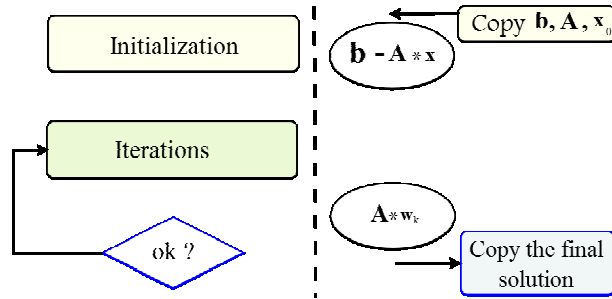 Initialization
Copy b, A, x₀
b - A * x
Iterations
A * wₖ
ok ?
Copy the final
solution